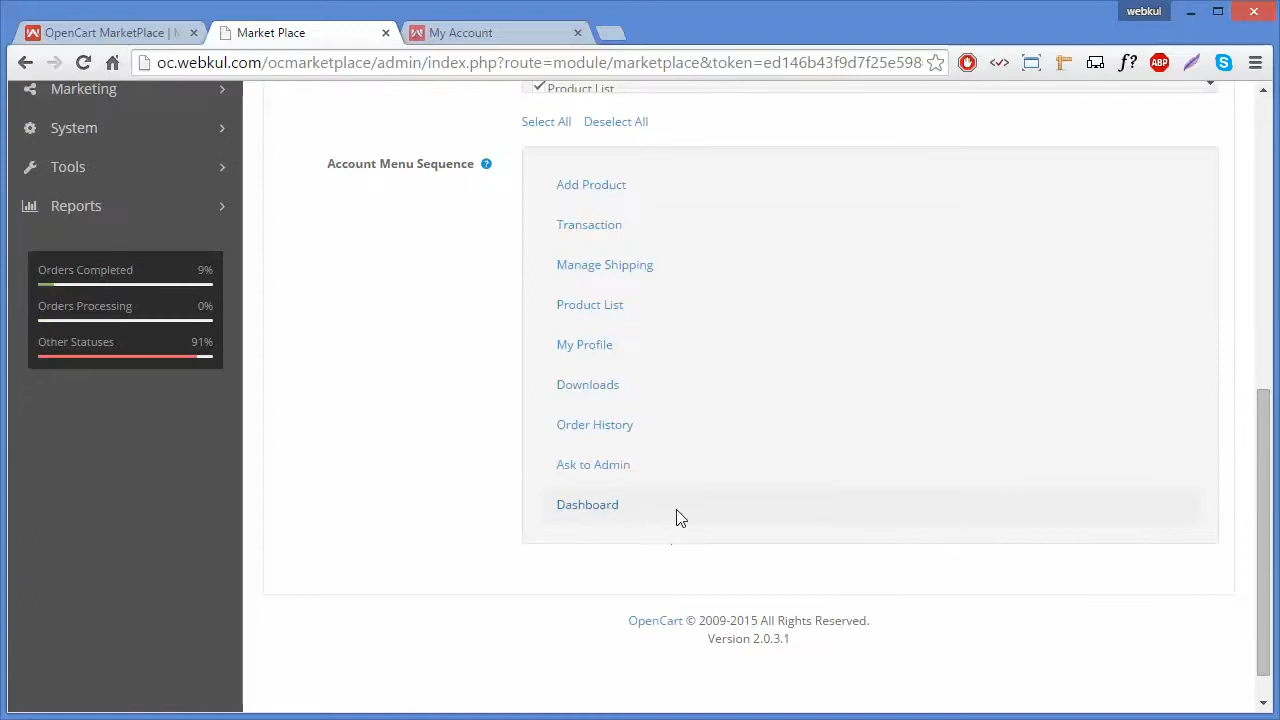 webkul
OpenCart MarketPlace | M
Market Place
My Account
oc.webkul.com/ocmarketplace/admin/index.php?route=module/marketplace&token=ed146b43f9d7f25e598
</>
f?
ABP
Marketing
System
Tools
Reports
Orders Completed 9%
Orders Processing 0%
Other Statuses 91%
Product List
Select All Deselect All
Account Menu Sequence ?
Add Product
Transaction
Manage Shipping
Product List
My Profile
Downloads
Order History
Ask to Admin
Dashboard
OpenCart © 2009-2015 All Rights Reserved.
Version 2.0.3.1